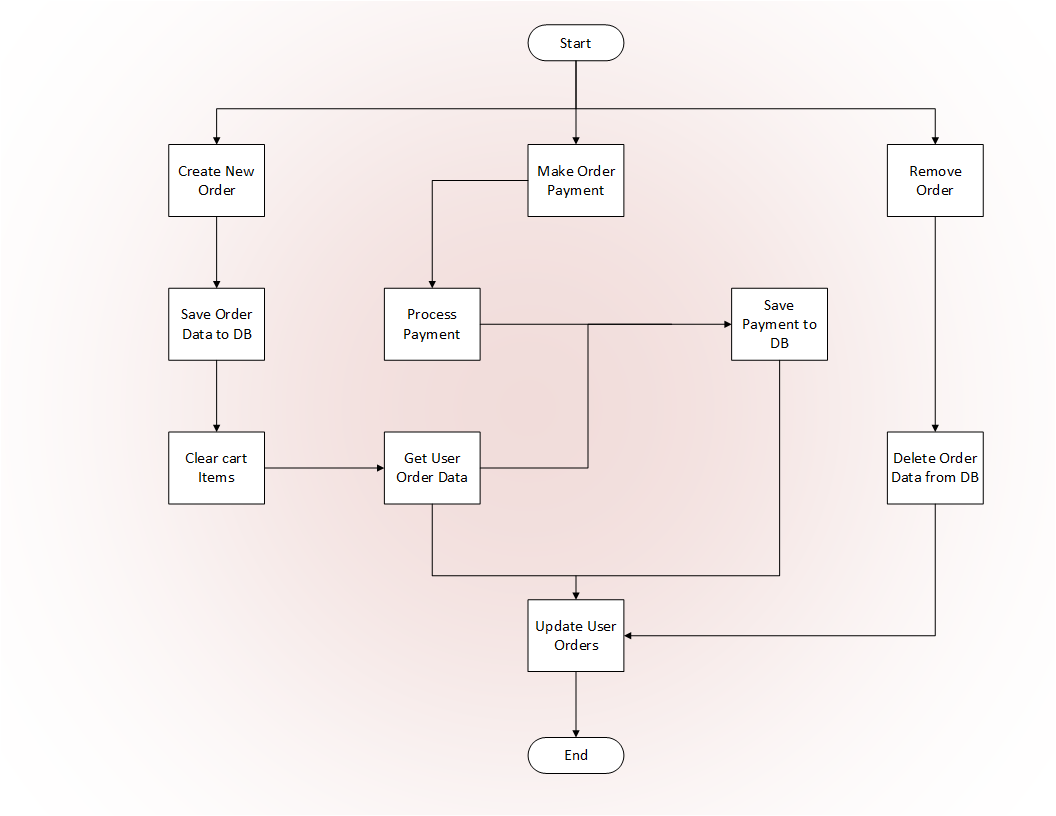 Start
Create New
Order
Make Order
Payment
Remove
Order
Save Order
Data to DB
Process
Payment
Save
Payment to
DB
Clear cart
Items
Get User
Order Data
Delete Order
Data from DB
Update User
Orders
End